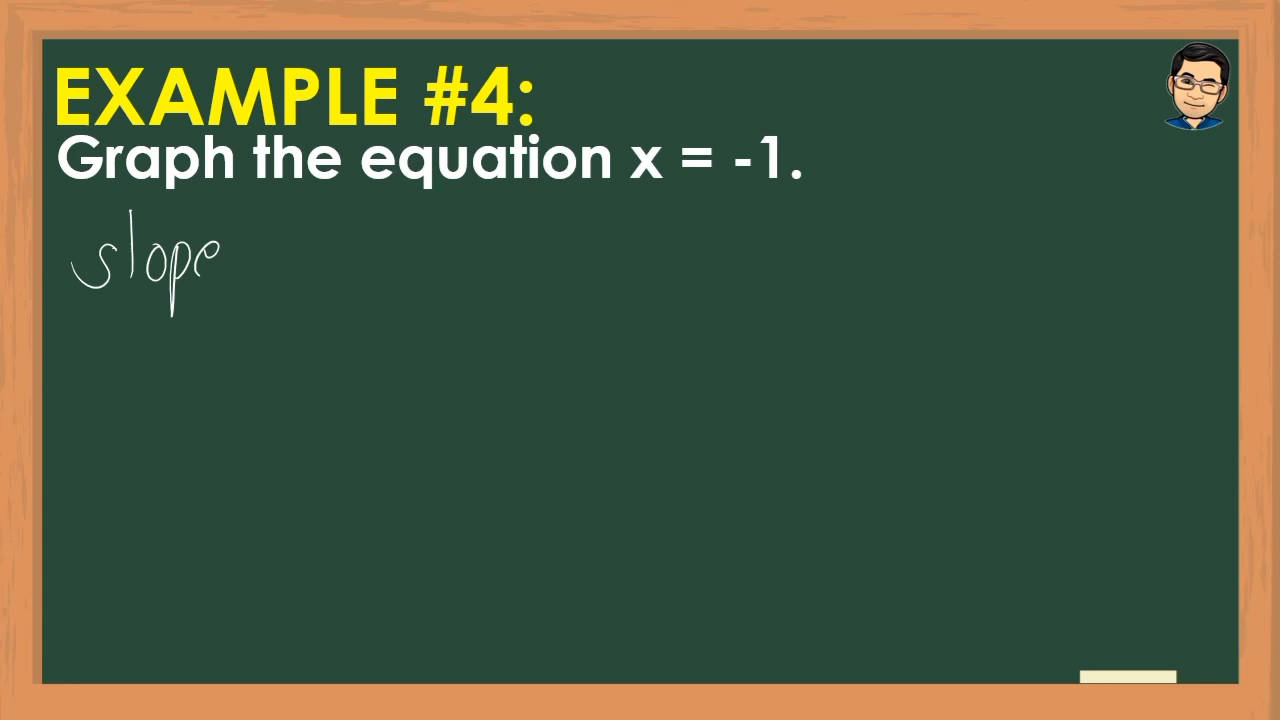 EXAMPLE #4:
Graph the equation x = -1.
slope